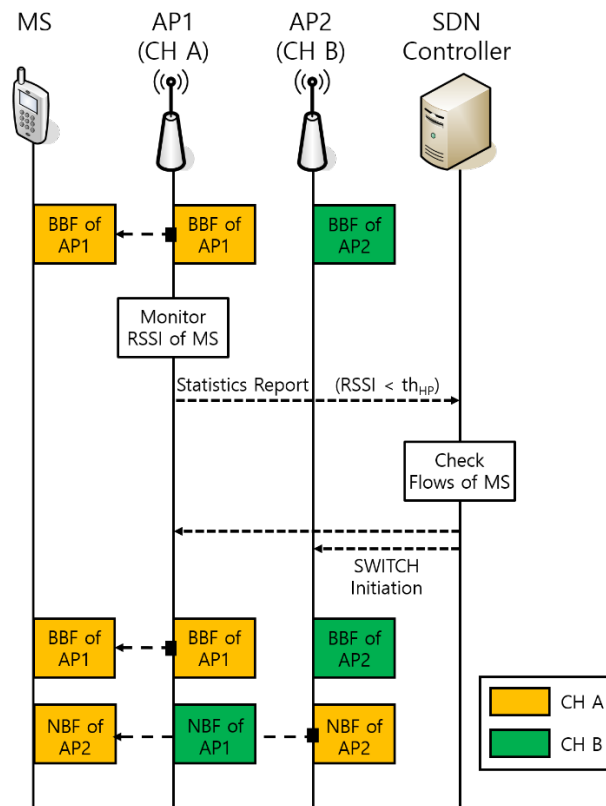 MS
AP1
(CH A)
AP2
(CH B)
SDN
Controller
BBF of
AP1
BBF of
AP1
BBF of
AP2
Monitor
RSSI of MS
Statistics Report (RSSI < thHP)
Check
Flows of MS
SWITCH
Initiation
BBF of
AP1
BBF of
AP1
BBF of
AP2
NBF of
AP2
NBF of
AP1
NBF of
AP2
CH A
CH B